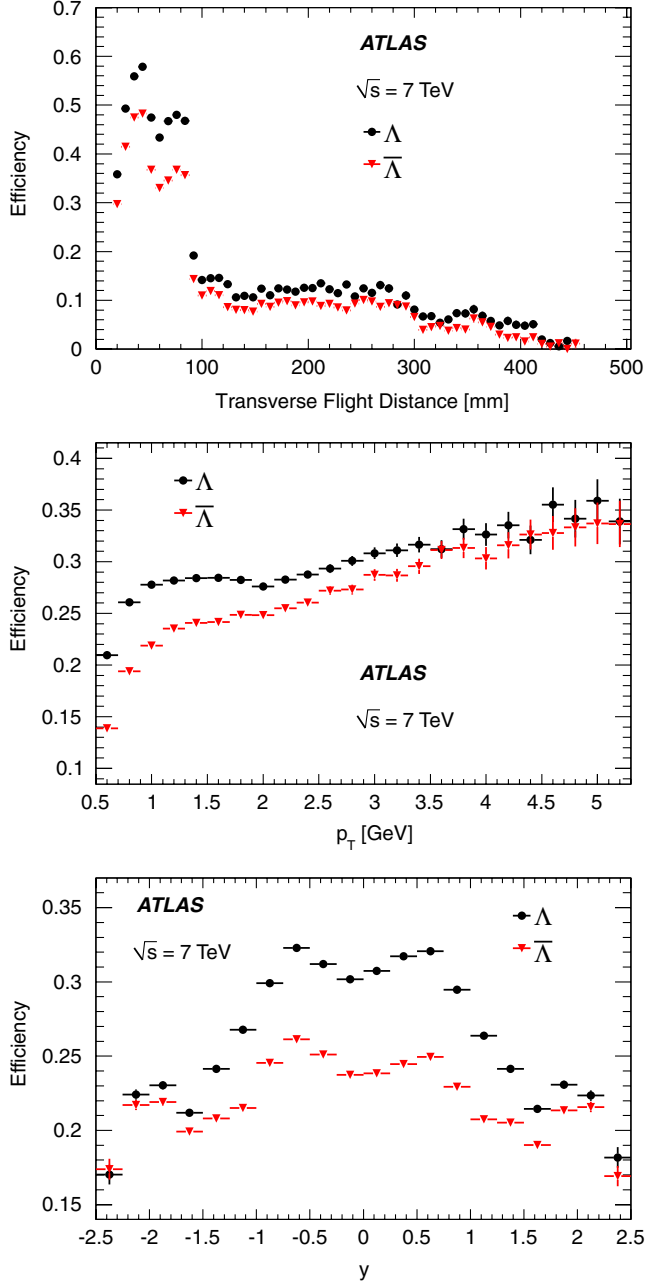 0.7
ATLAS
0.6
√s = 7 TeV
0.5
Λ
Efficiency
0.4
Λ̅
0.3
0.2
0.1
0
0 100 200 300 400 500
Transverse Flight Distance [mm]
0.4
Λ
0.35
Λ̅
0.3
Efficiency
0.25
0.2
ATLAS
0.15
√s = 7 TeV
0.1
0.5 1 1.5 2 2.5 3 3.5 4 4.5 5
p_T [GeV]
0.35
ATLAS
Λ
√s = 7 TeV
Λ̅
0.3
Efficiency
0.25
0.2
0.15
-2.5 -2 -1.5 -1 -0.5 0 0.5 1 1.5 2 2.5
y